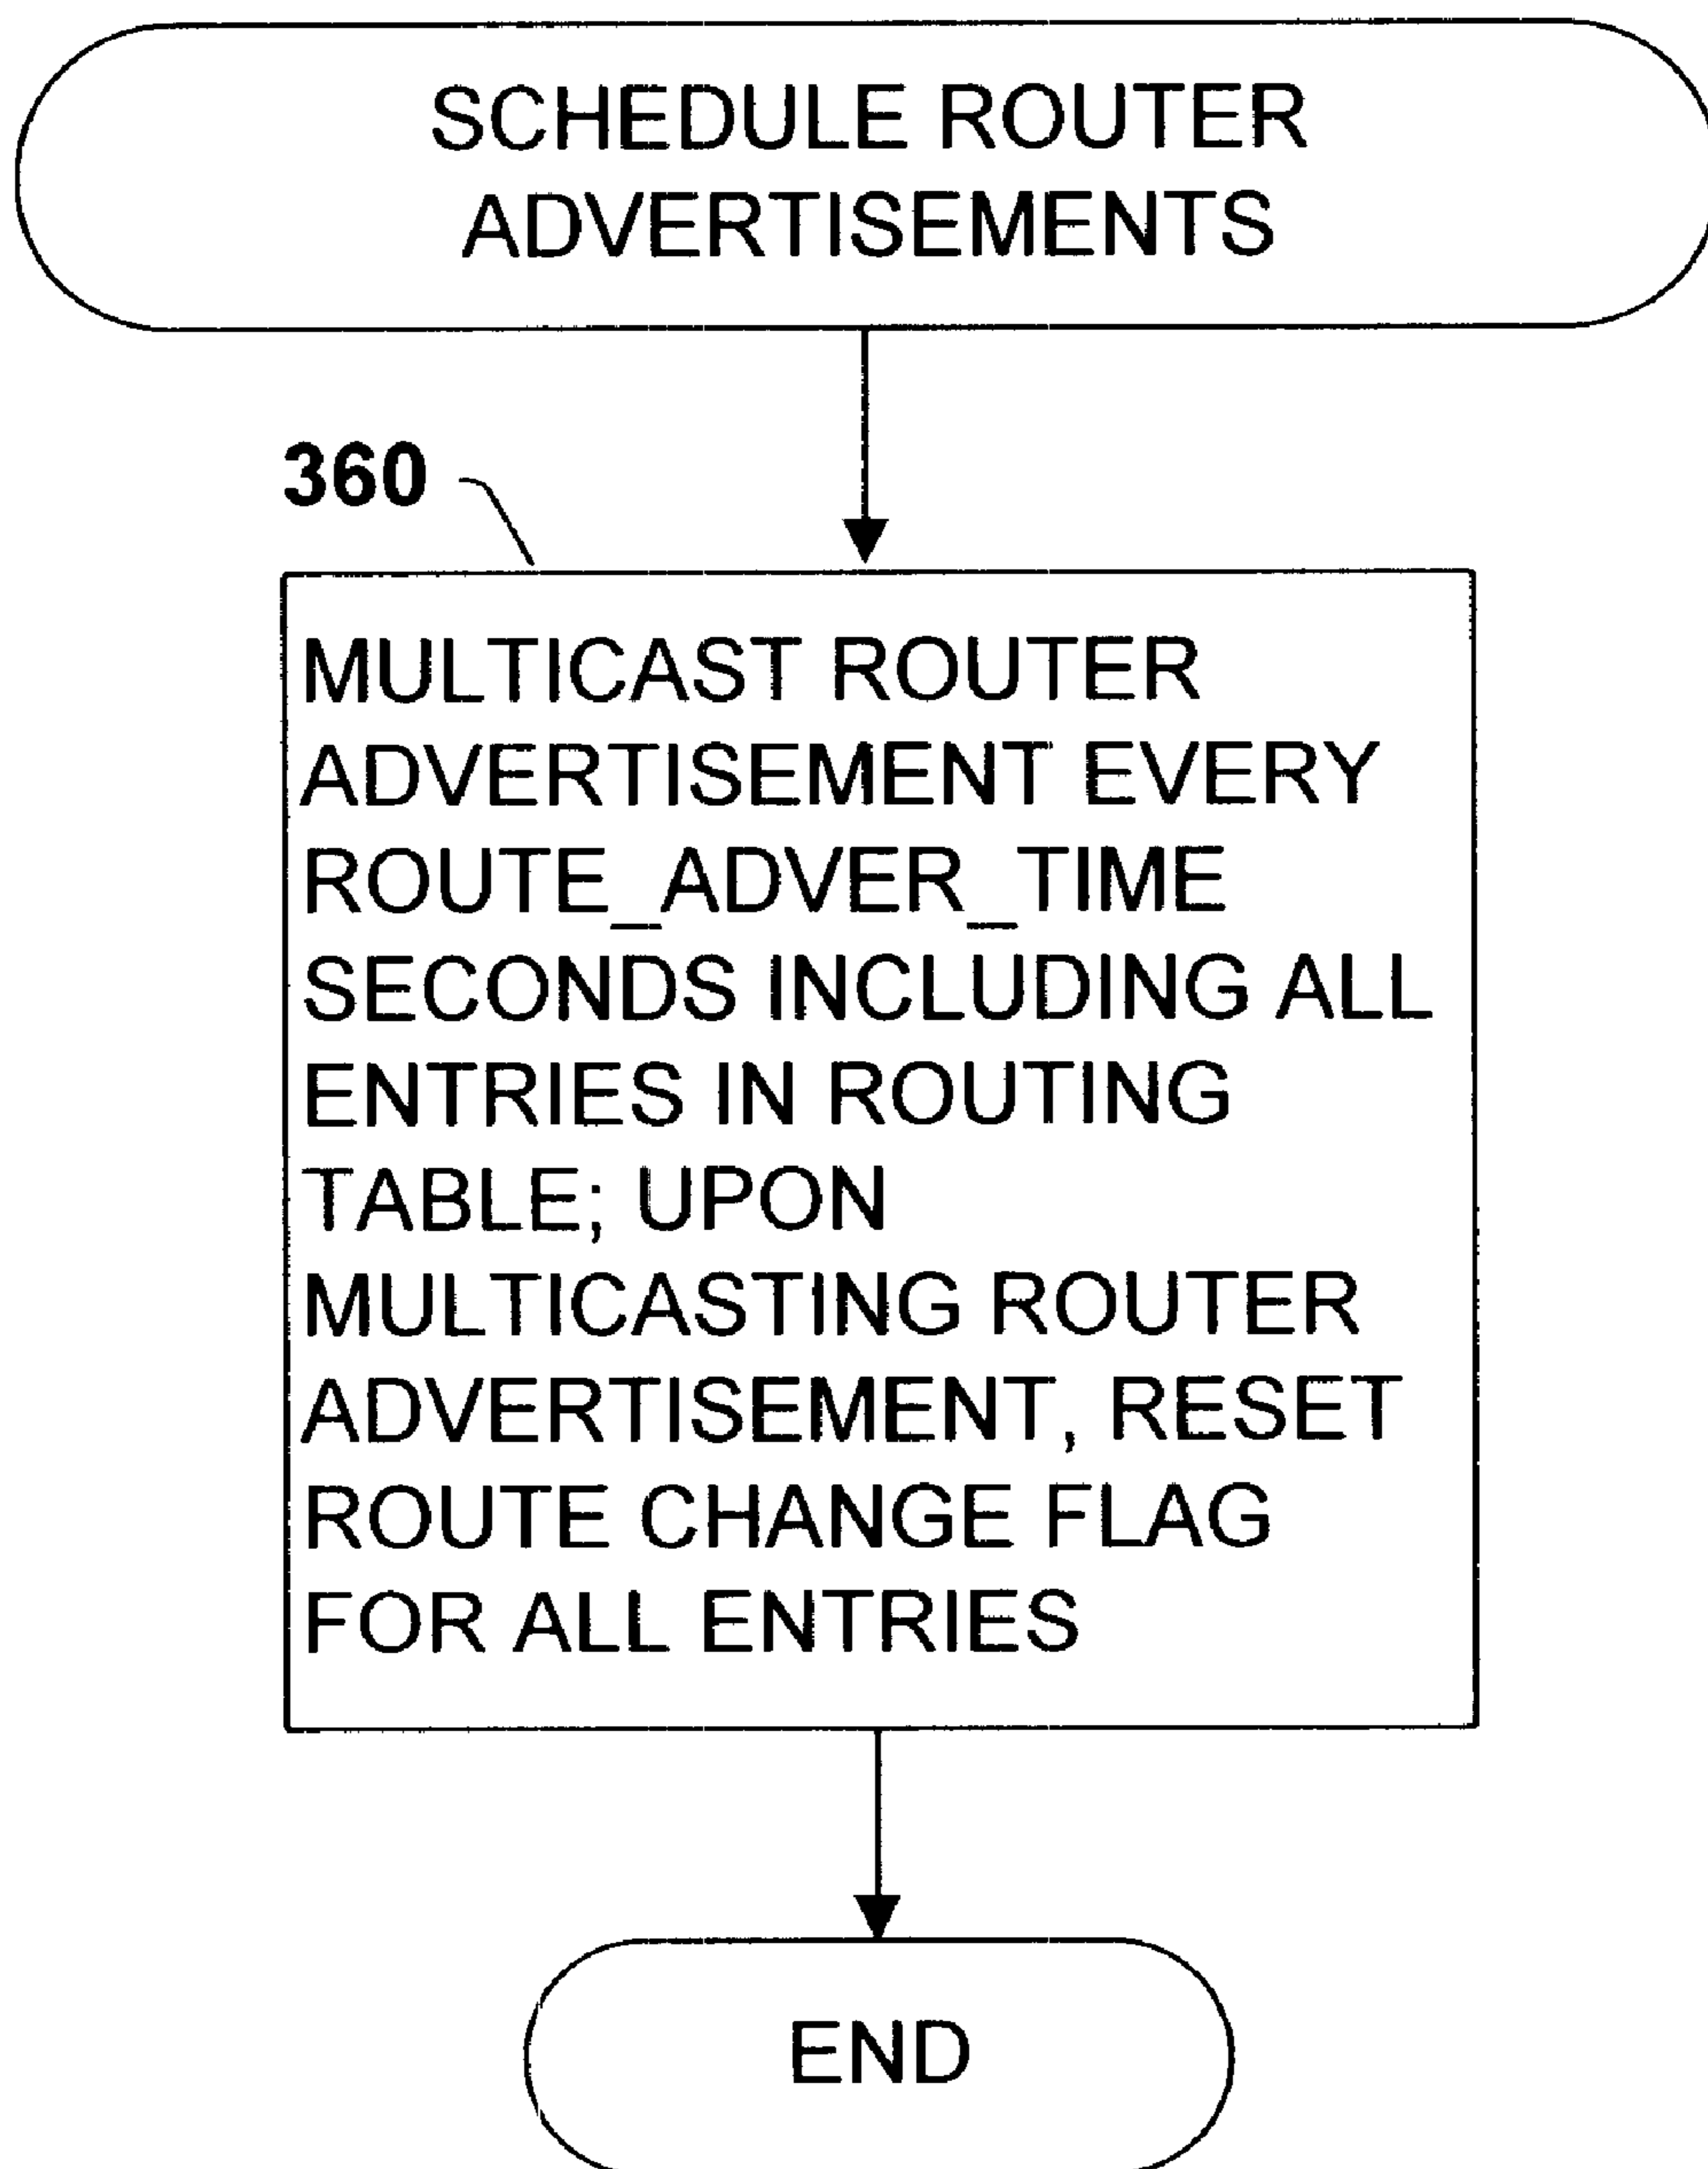 SCHEDULE ROUTER
ADVERTISEMENTS
360
MULTICAST ROUTER
ADVERTISEMENT EVERY
ROUTE_ADVER_TIME
SECONDS INCLUDING ALL
ENTRIES IN ROUTING
TABLE; UPON
MULTICASTING ROUTER
ADVERTISEMENT, RESET
ROUTE CHANGE FLAG
FOR ALL ENTRIES
END